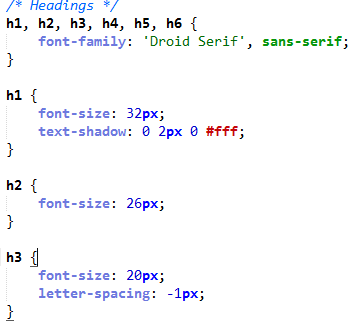 /* Headings */
h1, h2, h3, h4, h5, h6 {
font-family: 'Droid Serif', sans-serif;
}
h1 {
font-size: 32px;
text-shadow: 0 2px 0 #fff;
}
h2 {
font-size: 26px;
}
h3 {
font-size: 20px;
letter-spacing: -1px;
}